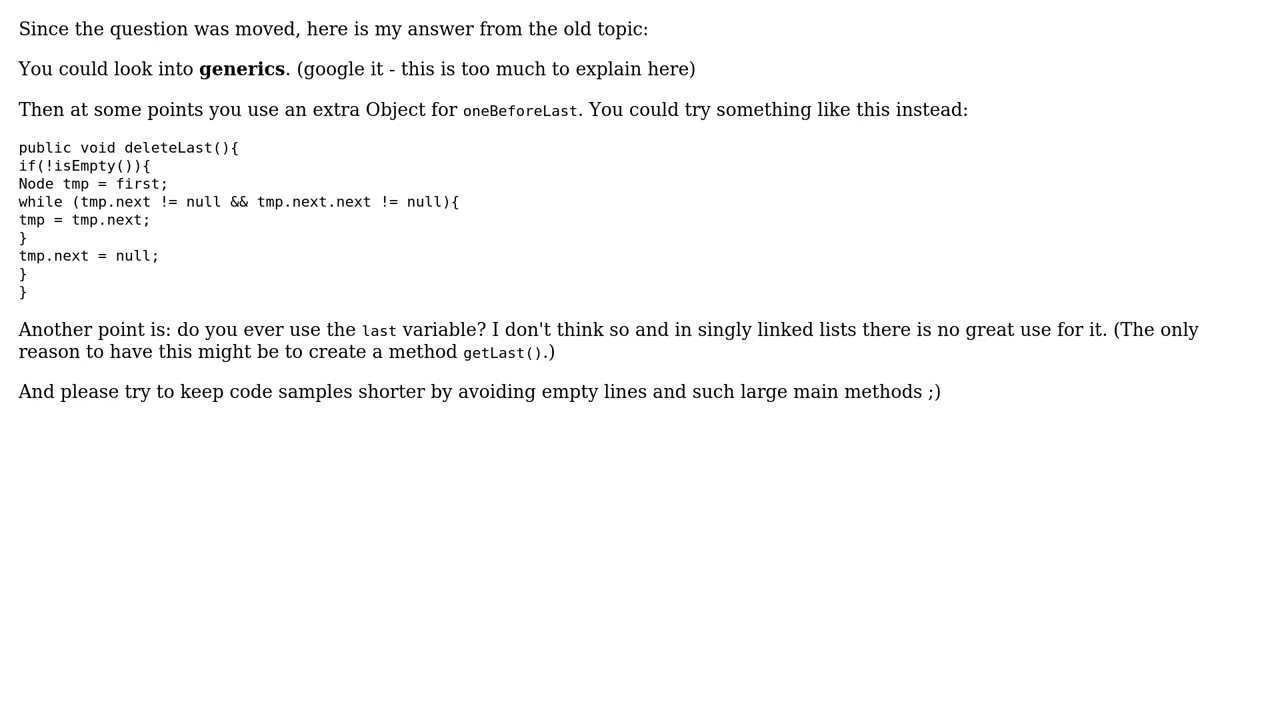 Since the question was moved, here is my answer from the old topic:
You could look into generics. (google it - this is too much to explain here)
Then at some points you use an extra Object for oneBeforeLast. You could try something like this instead:
public void deleteLast(){
if(!isEmpty()){
Node tmp = first;
while (tmp.next != null && tmp.next.next != null){
tmp = tmp.next;
}
tmp.next = null;
}
}
Another point is: do you ever use the last variable? I don't think so and in singly linked lists there is no great use for it. (The only
reason to have this might be to create a method getLast().)
And please try to keep code samples shorter by avoiding empty lines and such large main methods ;)